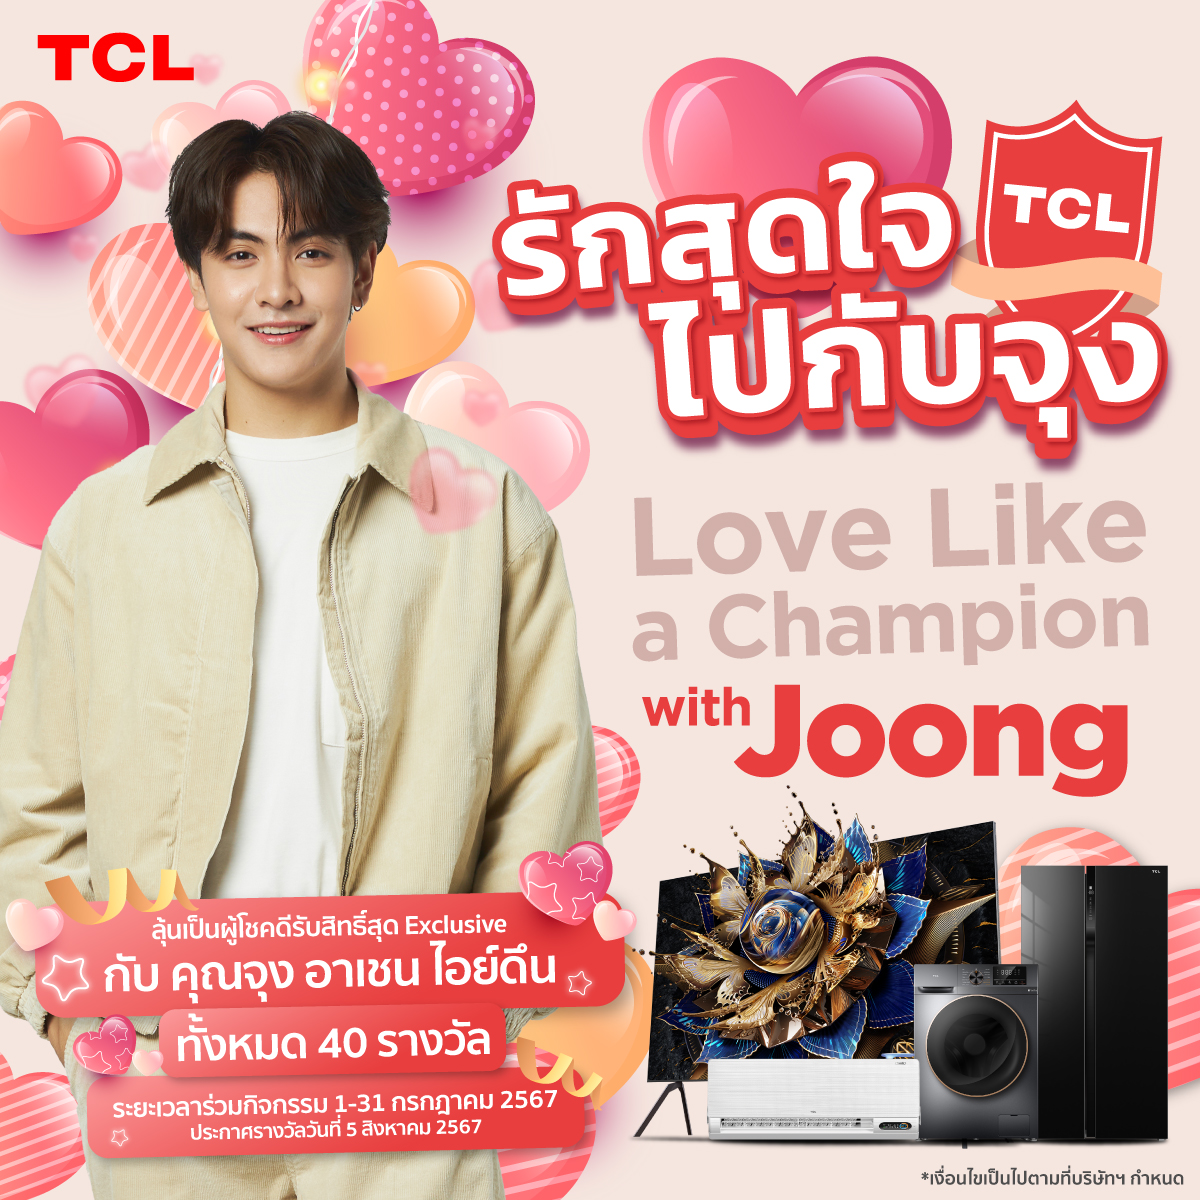 TCL
รักสุดใจ
TCL
ไปกับจุง
Love Like
a Champion
with Joong
ลุ้นเป็นผู้โชคดีรับสิทธิ์สุด Exclusive
กับ คุณจุง อาเชน ไอย์ดึน
ทั้งหมด 40 รางวัล
ระยะเวลาร่วมกิจกรรม 1-31 กรกฎาคม 2567
ประกาศรางวัลวันที่ 5 สิงหาคม 2567
TCL
*เงื่อนไขเป็นไปตามที่บริษัทฯ กำหนด